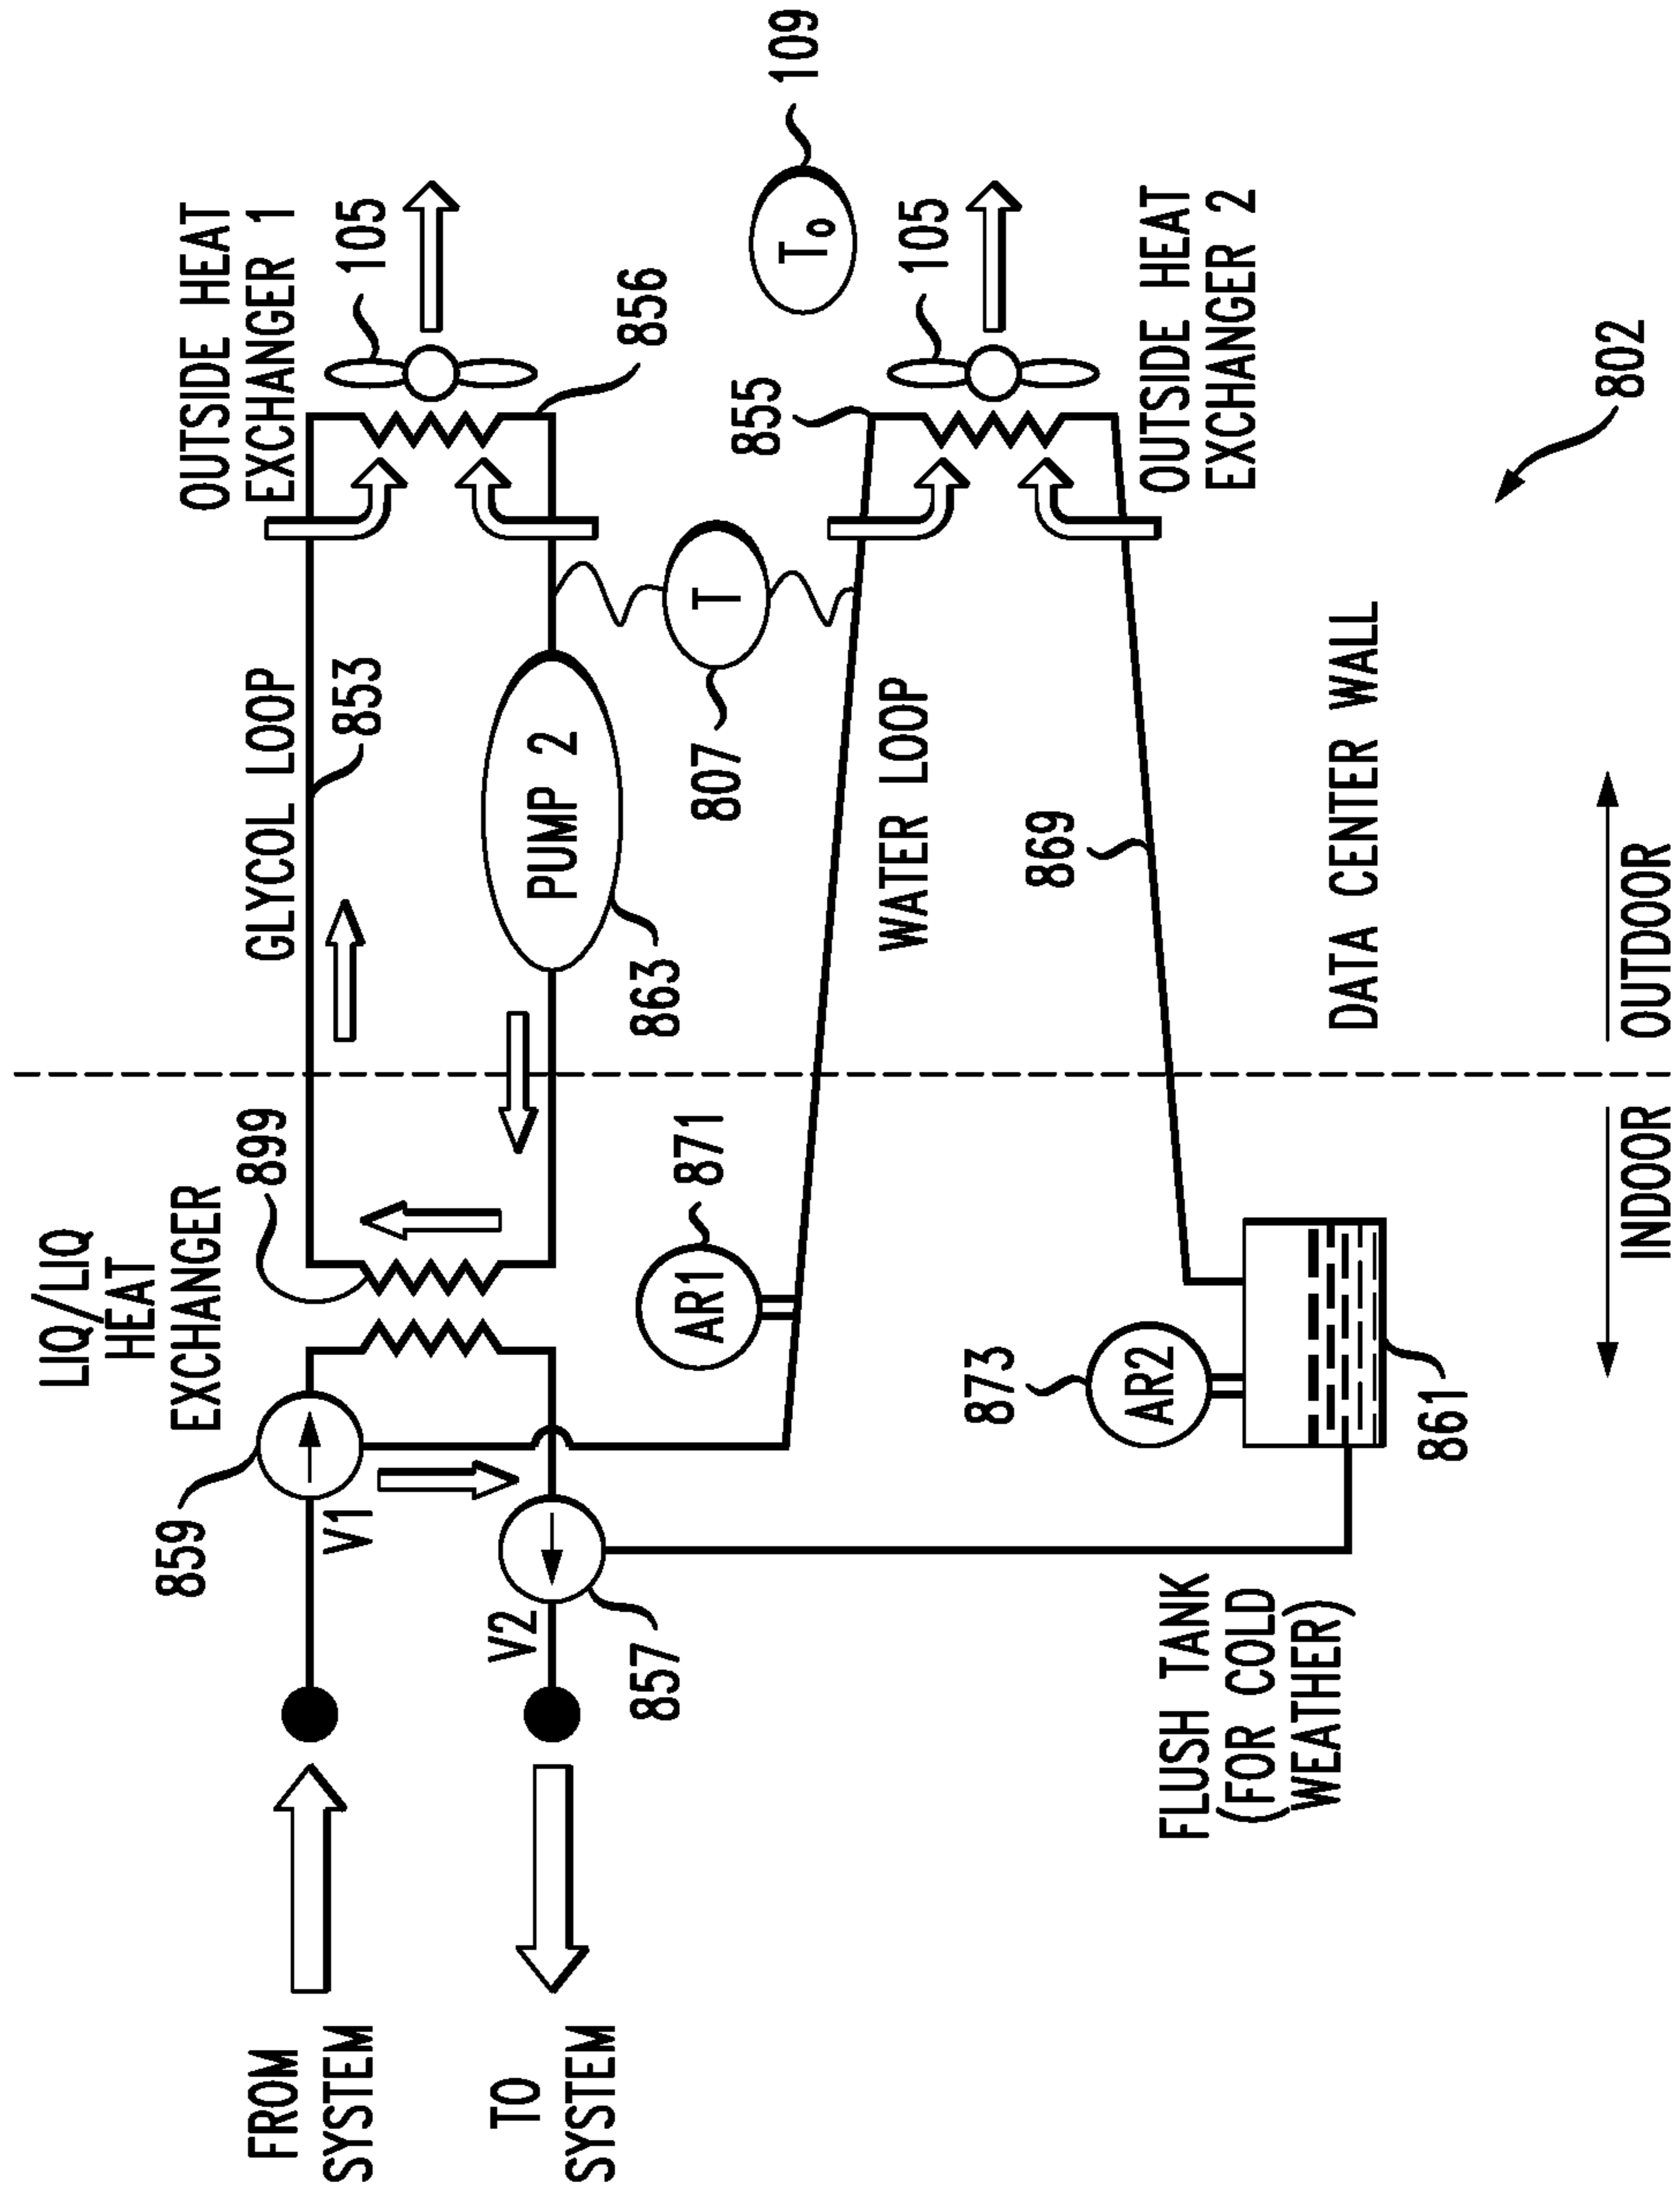 FROM
SYSTEM
TO
SYSTEM
859
V1
V2
857
LIQ/LIQ
HEAT
EXCHANGER
899
GLYCOL LOOP
853
OUTSIDE HEAT
EXCHANGER 1
105
856
PUMP 2
863
T
807
T0
109
AR1
871
WATER LOOP
855
105
OUTSIDE HEAT
EXCHANGER 2
869
AR2
873
861
FLUSH TANK
(FOR COLD
WEATHER)
DATA CENTER WALL
INDOOR
OUTDOOR
802